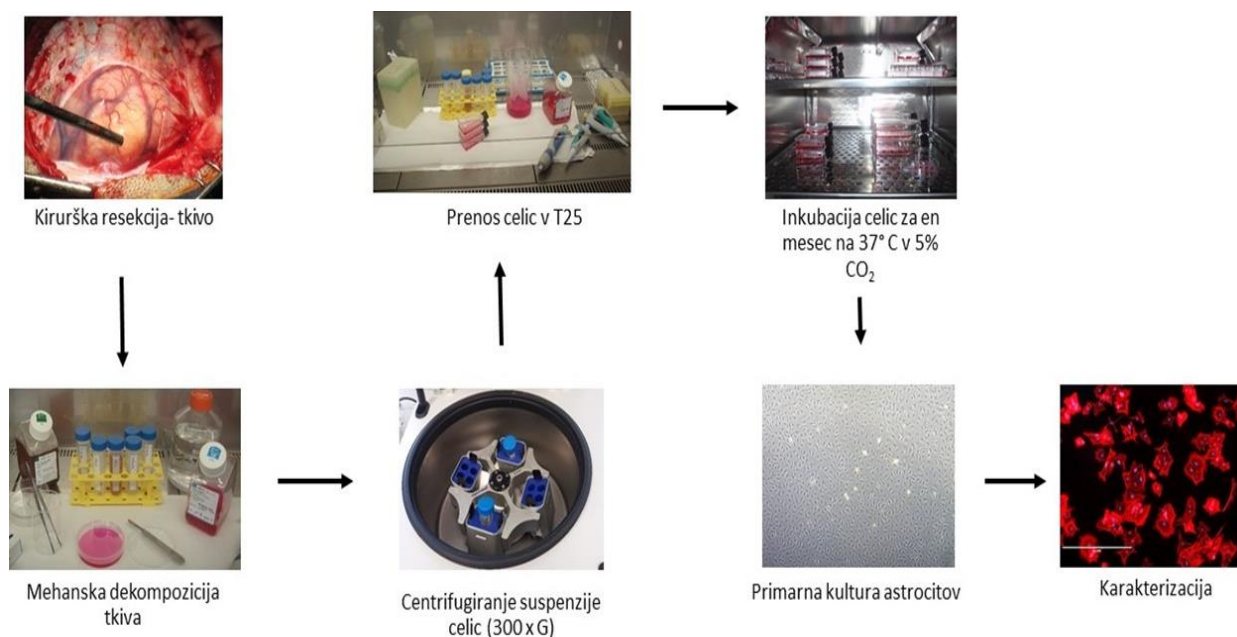 Kirurška resekcija- tkivo
Mehanska dekompozicija
tkiva
Centrifugiranje suspenzije
celic (300 x G)
Prenos celic v T25
Inkubacija celic za en
mesec na 37° C v 5%
CO₂
Primarna kultura astrocitov
Karakterizacija